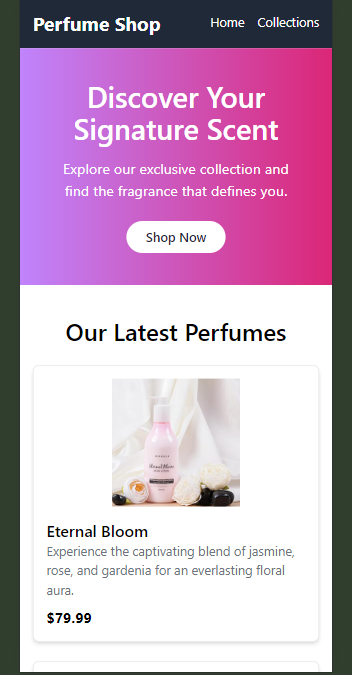 Perfume Shop
Home Collections
Discover Your
Signature Scent
Explore our exclusive collection and
find the fragrance that defines you.
Shop Now
Our Latest Perfumes
Eternal Bloom
Eternal Bloom
Experience the captivating blend of jasmine,
rose, and gardenia for an everlasting floral
aura.
$79.99